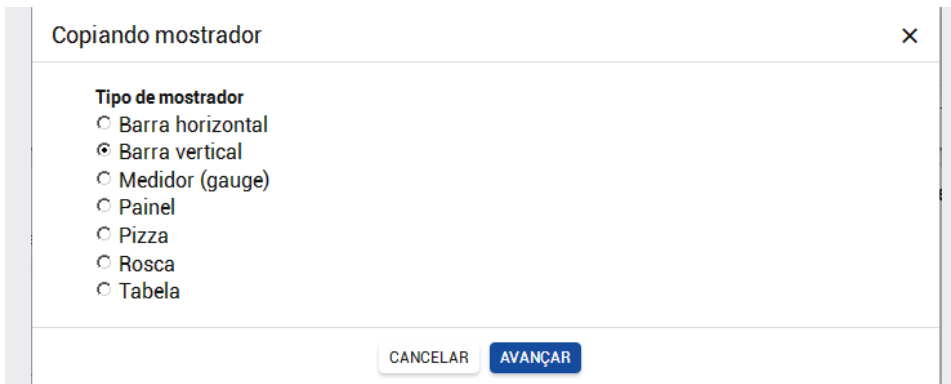 Copiando mostrador
Tipo de mostrador
Barra horizontal
Barra vertical
Medidor (gauge)
Painel
Pizza
Rosca
Tabela
CANCELAR AVANÇAR